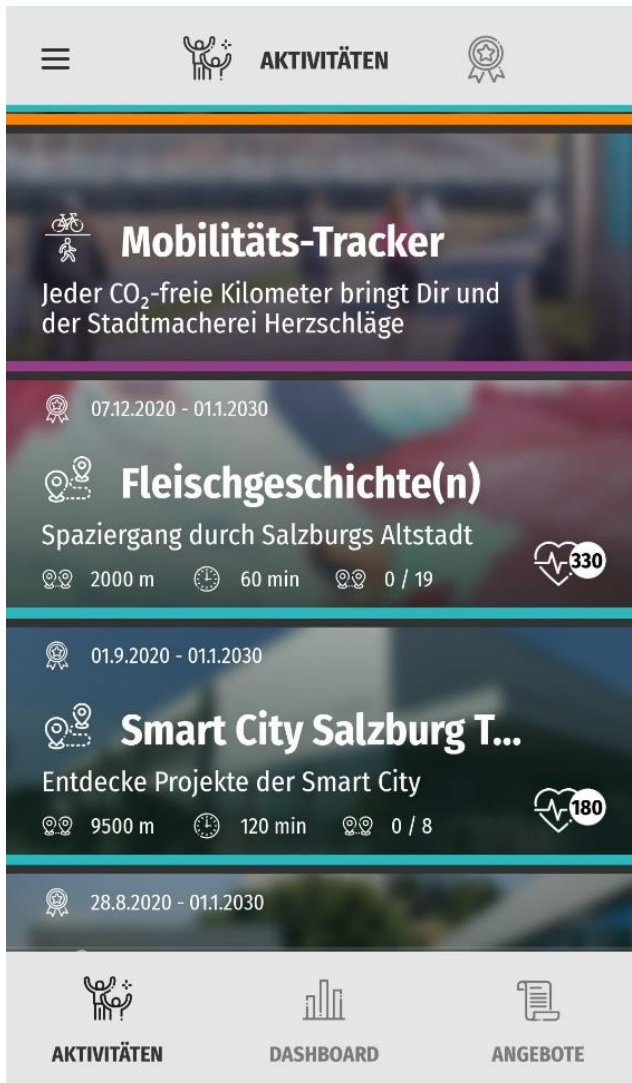 AKTIVITÄTEN
Mobilitäts-Tracker
Jeder CO₂-freie Kilometer bringt Dir und
der Stadtmacherei Herzschläge
07.12.2020 - 01.1.2030
Fleischgeschichte(n)
Spaziergang durch Salzburgs Altstadt
2000 m 60 min 0 / 19
330
01.9.2020 - 01.1.2030
Smart City Salzburg T...
Entdecke Projekte der Smart City
9500 m 120 min 0 / 8
180
28.8.2020 - 01.1.2030
AKTIVITÄTEN DASHBOARD ANGEBOTE